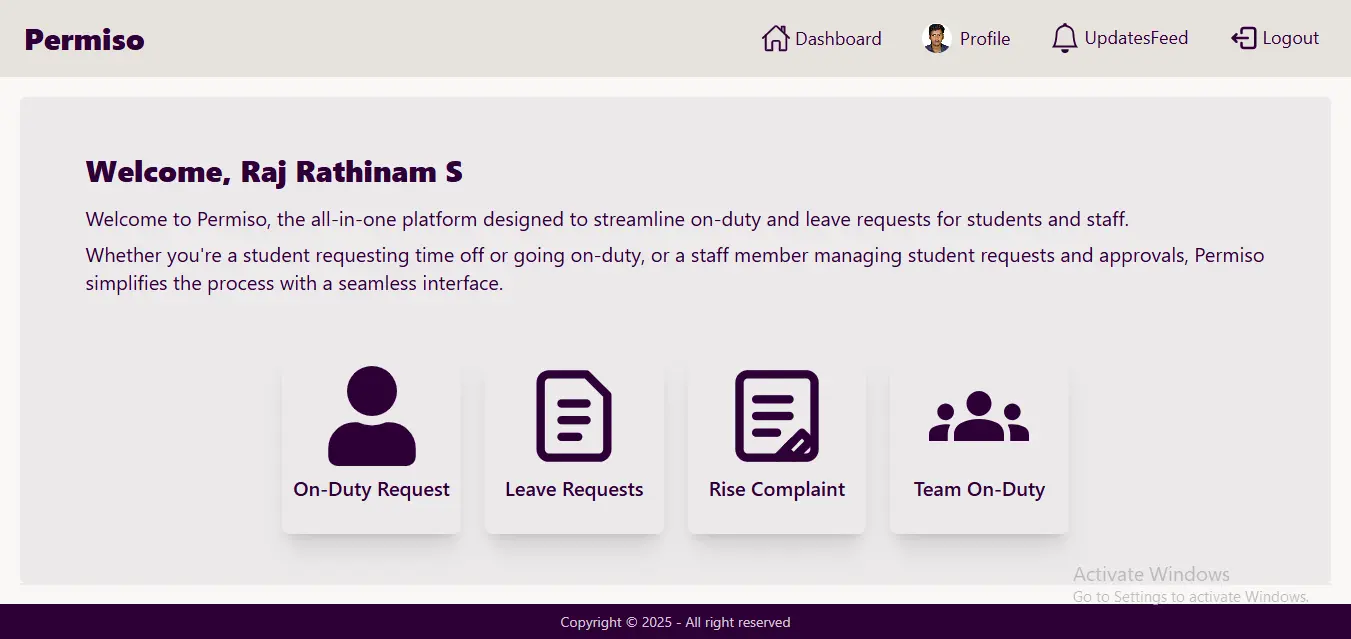 Permiso
Dashboard
Profile
UpdatesFeed
Logout
Welcome, Raj Rathinam S
Welcome to Permiso, the all-in-one platform designed to streamline on-duty and leave requests for students and staff.
Whether you're a student requesting time off or going on-duty, or a staff member managing student requests and approvals, Permiso
simplifies the process with a seamless interface.
On-Duty Request
Leave Requests
Rise Complaint
Team On-Duty
Activate Windows
Go to Settings to activate Windows.
Copyright © 2025 - All right reserved